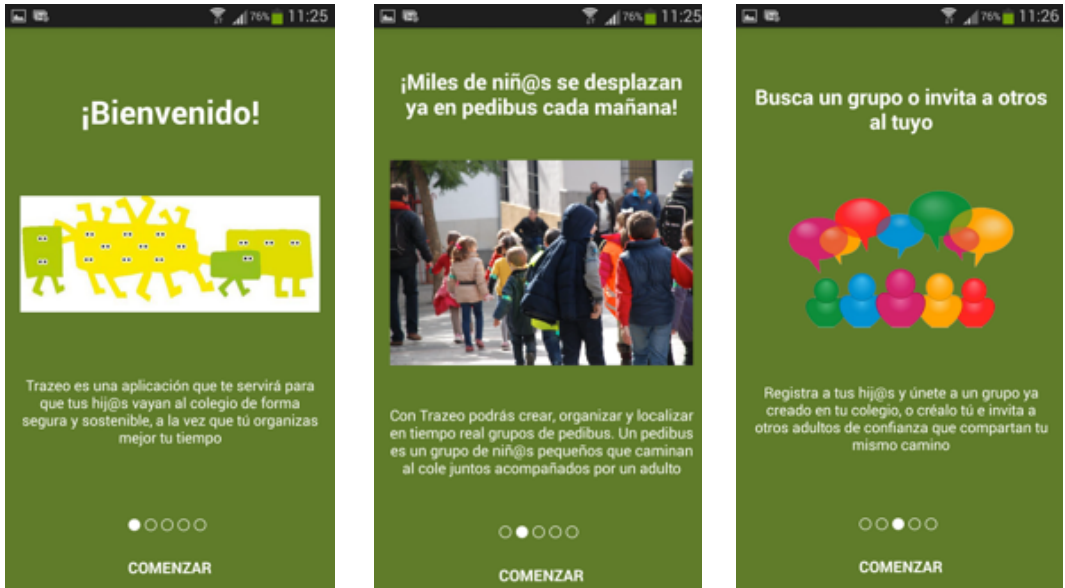 76% 11:25
¡Bienvenido!
Trazeo es una aplicación que te servirá para
que tus hij@s vayan al colegio de forma
segura y sostenible, a la vez que tú organizas
mejor tu tiempo
COMENZAR
76% 11:25
¡Miles de niñ@s se desplazan
ya en pedibus cada mañana!
Con Trazeo podrás crear, organizar y localizar
en tiempo real grupos de pedibus. Un pedibus
es un grupo de niñ@s pequeños que caminan
al cole juntos acompañados por un adulto
COMENZAR
76% 11:26
Busca un grupo o invita a otros
al tuyo
Registra a tus hij@s y únete a un grupo ya
creado en tu colegio, o créalo tú e invita a
otros adultos de confianza que compartan tu
mismo camino
COMENZAR